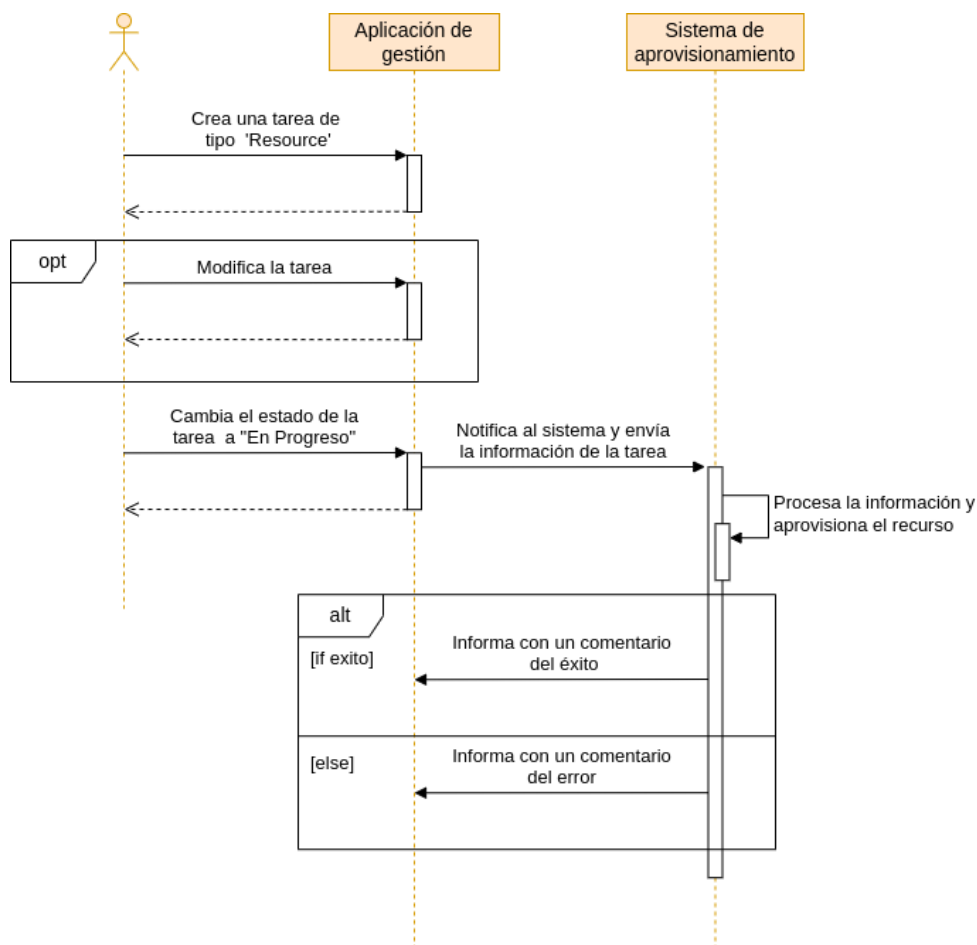 Aplicación de
gestión
Sistema de
aprovisionamiento
Crea una tarea de
tipo 'Resource'
opt
Modifica la tarea
Cambia el estado de la
tarea a "En Progreso"
Notifica al sistema y envía
la información de la tarea
Procesa la información y
aprovisiona el recurso
alt
[if exito]
Informa con un comentario
del éxito
[else]
Informa con un comentario
del error